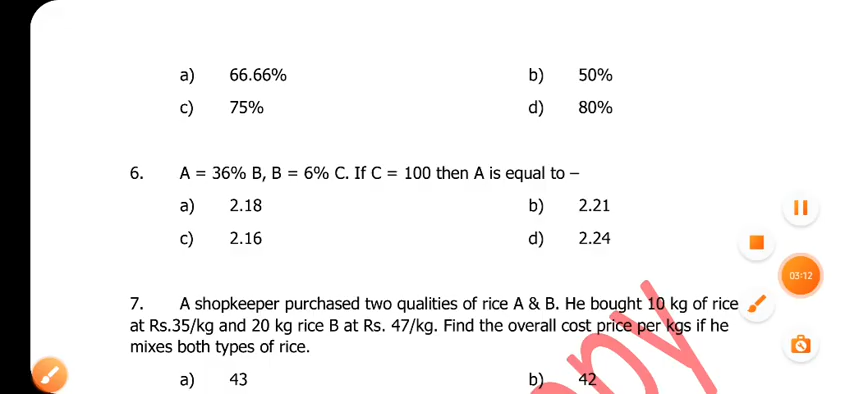 a) 66.66% b) 50%
c) 75% d) 80%
6. A = 36% B, B = 6% C. If C = 100 then A is equal to –
a) 2.18 b) 2.21
c) 2.16 d) 2.24
7. A shopkeeper purchased two qualities of rice A & B. He bought 10 kg of rice
at Rs.35/kg and 20 kg rice B at Rs. 47/kg. Find the overall cost price per kgs if he
mixes both types of rice.
a) 43 b) 42
03:12